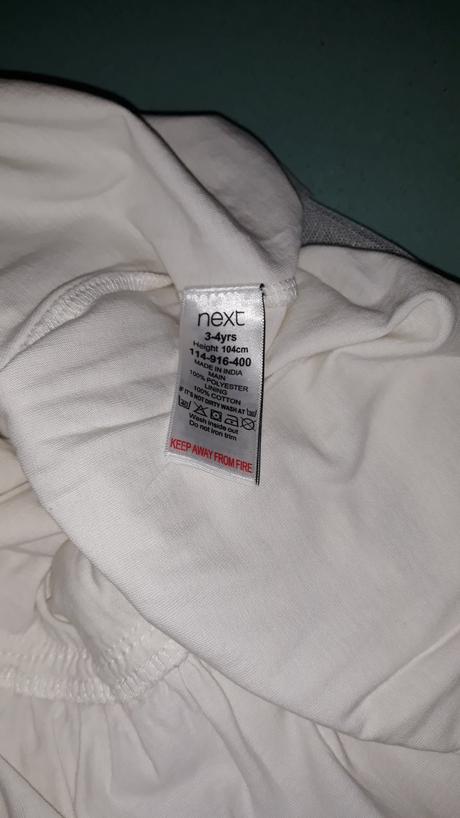 next
3-4yrs
Height 104cm
114-916-400
MADE IN INDIA
MAIN
100% POLYESTER
LINING
100% COTTON
IF IT'S NOT DIRTY WASH AT
Wash inside out
Do not iron trim
KEEP AWAY FROM FIRE